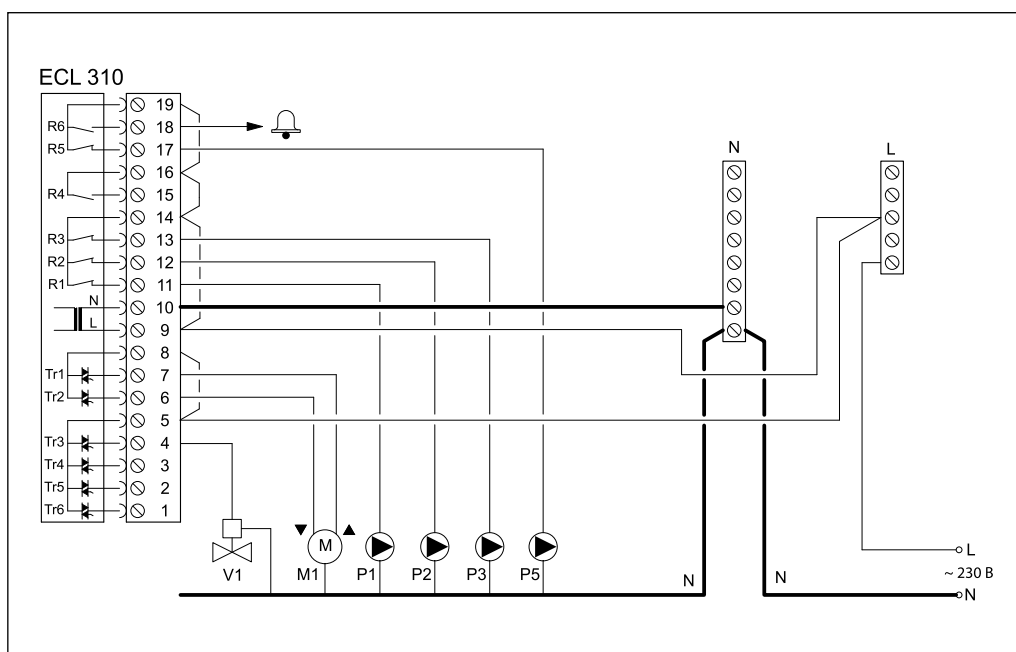 ECL 310
19
R6 18
R5 17
16
R4 15
14
R3 13
R2 12
R1 11
N 10
L 9
8
Tr1 7
Tr2 6
5
Tr3 4
Tr4 3
Tr5 2
Tr6 1
N
L
M
V1 M1 P1 P2 P3 P5
N N
L
~ 230 В
N